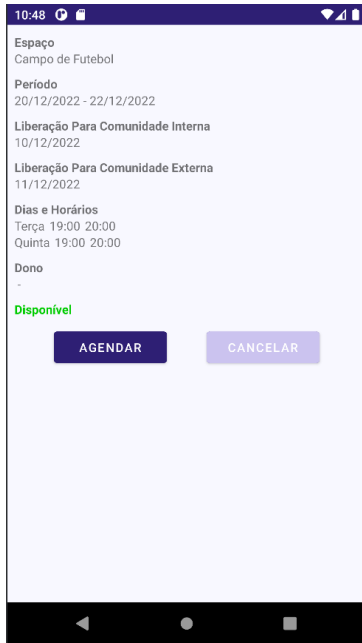 10:48
Espaço
Campo de Futebol
Período
20/12/2022 - 22/12/2022
Liberação Para Comunidade Interna
10/12/2022
Liberação Para Comunidade Externa
11/12/2022
Dias e Horários
Terça 19:00 20:00
Quinta 19:00 20:00
Dono
-
Disponível
AGENDAR CANCELAR